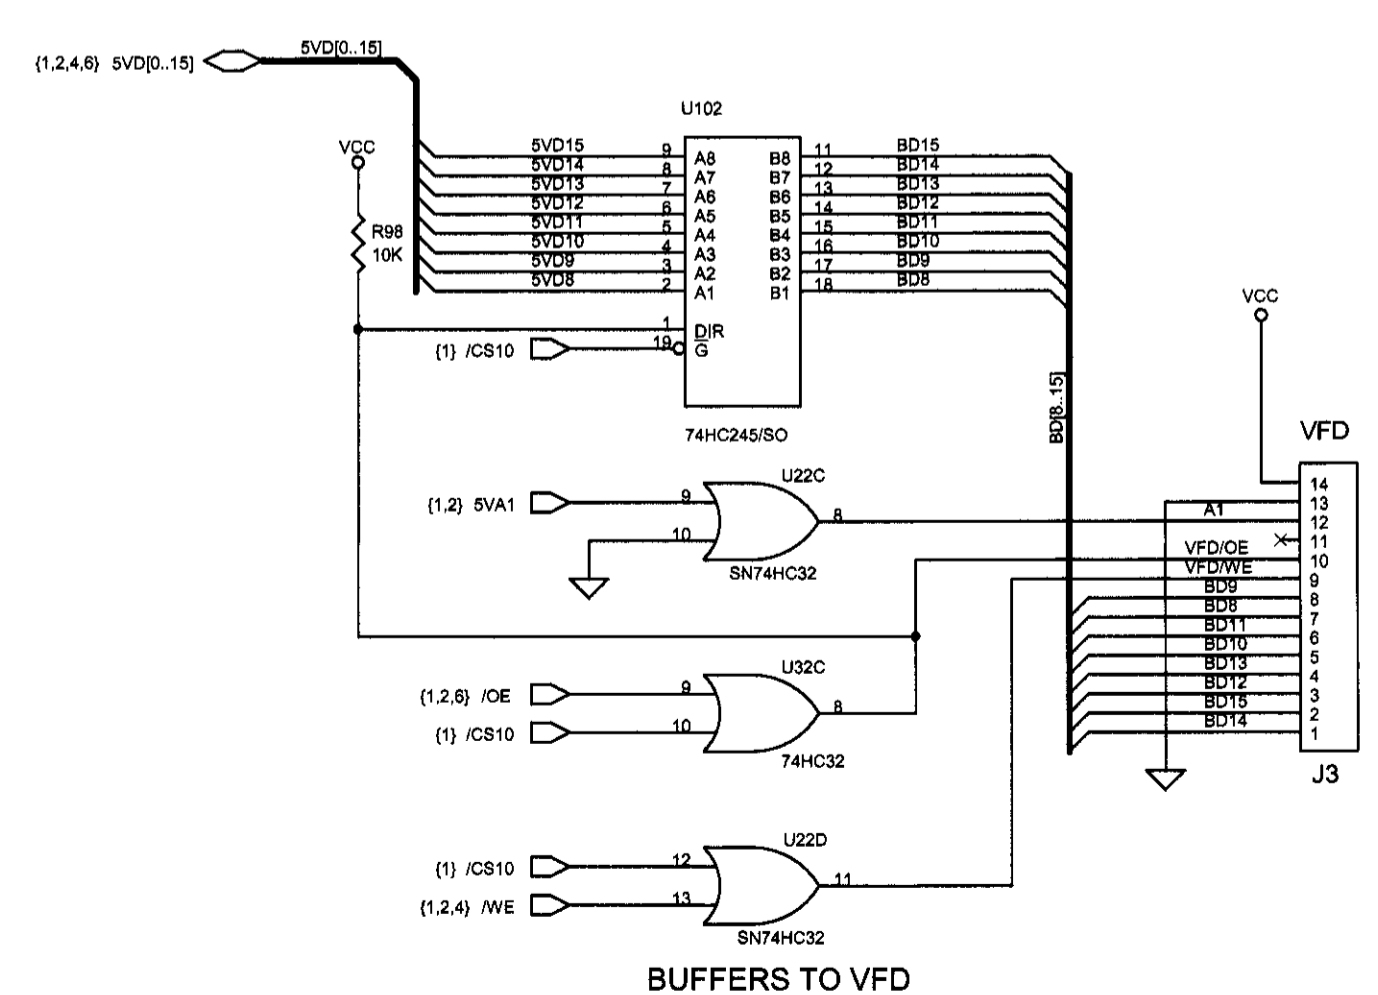 5VD[0..15]
{1,2,4,6} 5VD[0..15]
U102
VCC
R98
10K
5VD15 9 A8 B8 11 BD15
5VD14 8 A7 B7 12 BD14
5VD13 7 A6 B6 13 BD13
5VD12 6 A5 B5 14 BD12
5VD11 5 A4 B4 15 BD11
5VD10 4 A3 B3 16 BD10
5VD9 3 A2 B2 17 BD9
5VD8 2 A1 B1 18 BD8
1 DIR
{1} /CS10 19 G
74HC245/SO
BD[8..15]
VCC
VFD
14
13
A1 12
11
VFD/OE 10
VFD/WE 9
BD9 8
BD8 7
BD11 6
BD10 5
BD13 4
BD12 3
BD15 2
BD14 1
J3
U22C
{1,2} 5VA1 9
8
10
SN74HC32
U32C
{1,2,6} /OE 9
8
{1} /CS10 10
74HC32
U22D
{1} /CS10 12
11
{1,2,4} /WE 13
SN74HC32
BUFFERS TO VFD